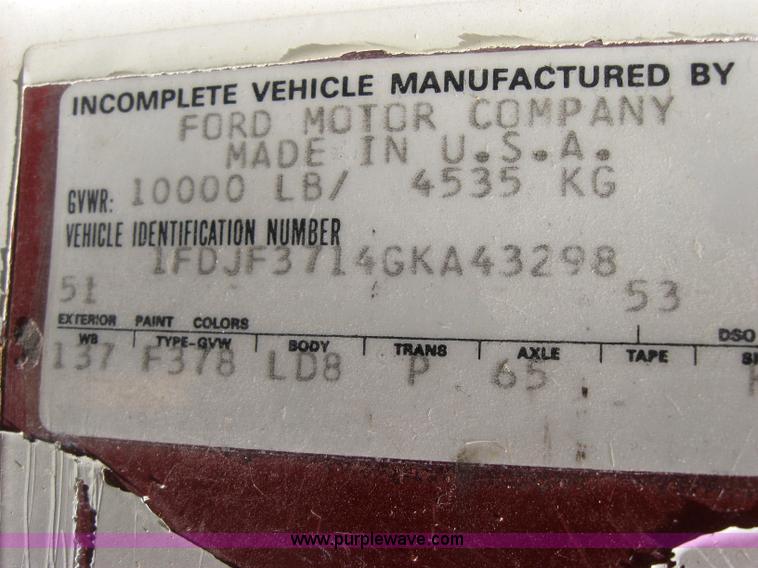 INCOMPLETE VEHICLE MANUFACTURED BY
FORD MOTOR COMPANY
MADE IN U.S.A.
GVWR: 10000 LB/ 4535 KG
VEHICLE IDENTIFICATION NUMBER
1FDJF3714GKA43298
51 53
EXTERIOR PAINT COLORS DSO
WB TYPE-GVW BODY TRANS AXLE TAPE
137 F378 LD8 P 65
www.purplewave.com